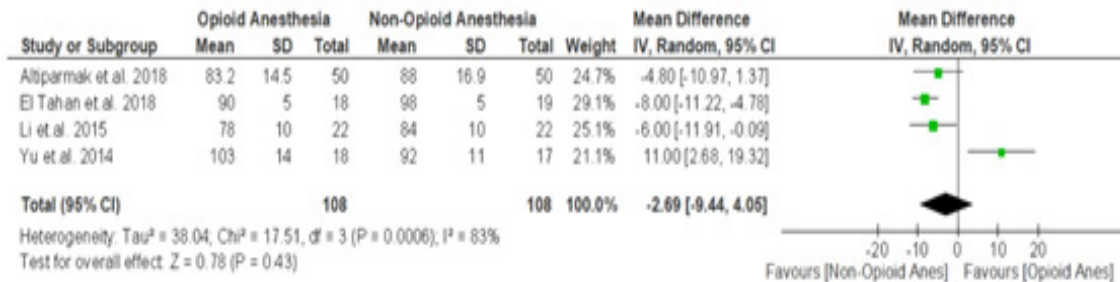 Opioid Anesthesia Non-Opioid Anesthesia Mean Difference Mean Difference
Study or Subgroup Mean SD Total Mean SD Total Weight IV, Random, 95% CI IV, Random, 95% CI
Altiparmak et. al. 2018 83.2 14.5 50 88 16.9 50 24.7% -4.80 [-10.97, 1.37]
El Tahan et. al. 2018 90 5 18 98 5 19 29.1% -8.00 [-11.22, -4.78]
Li et.al. 2015 78 10 22 84 10 22 25.1% -6.00 [-11.91, -0.09]
Yu et.al. 2014 103 14 18 92 11 17 21.1% 11.00 [2.68, 19.32]
Total (95% CI) 108 108 100.0% -2.69 [-9.44, 4.05]
Heterogeneity: Tau² = 38.04; Chi² = 17.51, df = 3 (P = 0.0006); I² = 83%
Test for overall effect: Z = 0.78 (P = 0.43)
-20 -10 0 10 20
Favours [Non-Opioid Anes] Favours [Opioid Anes]